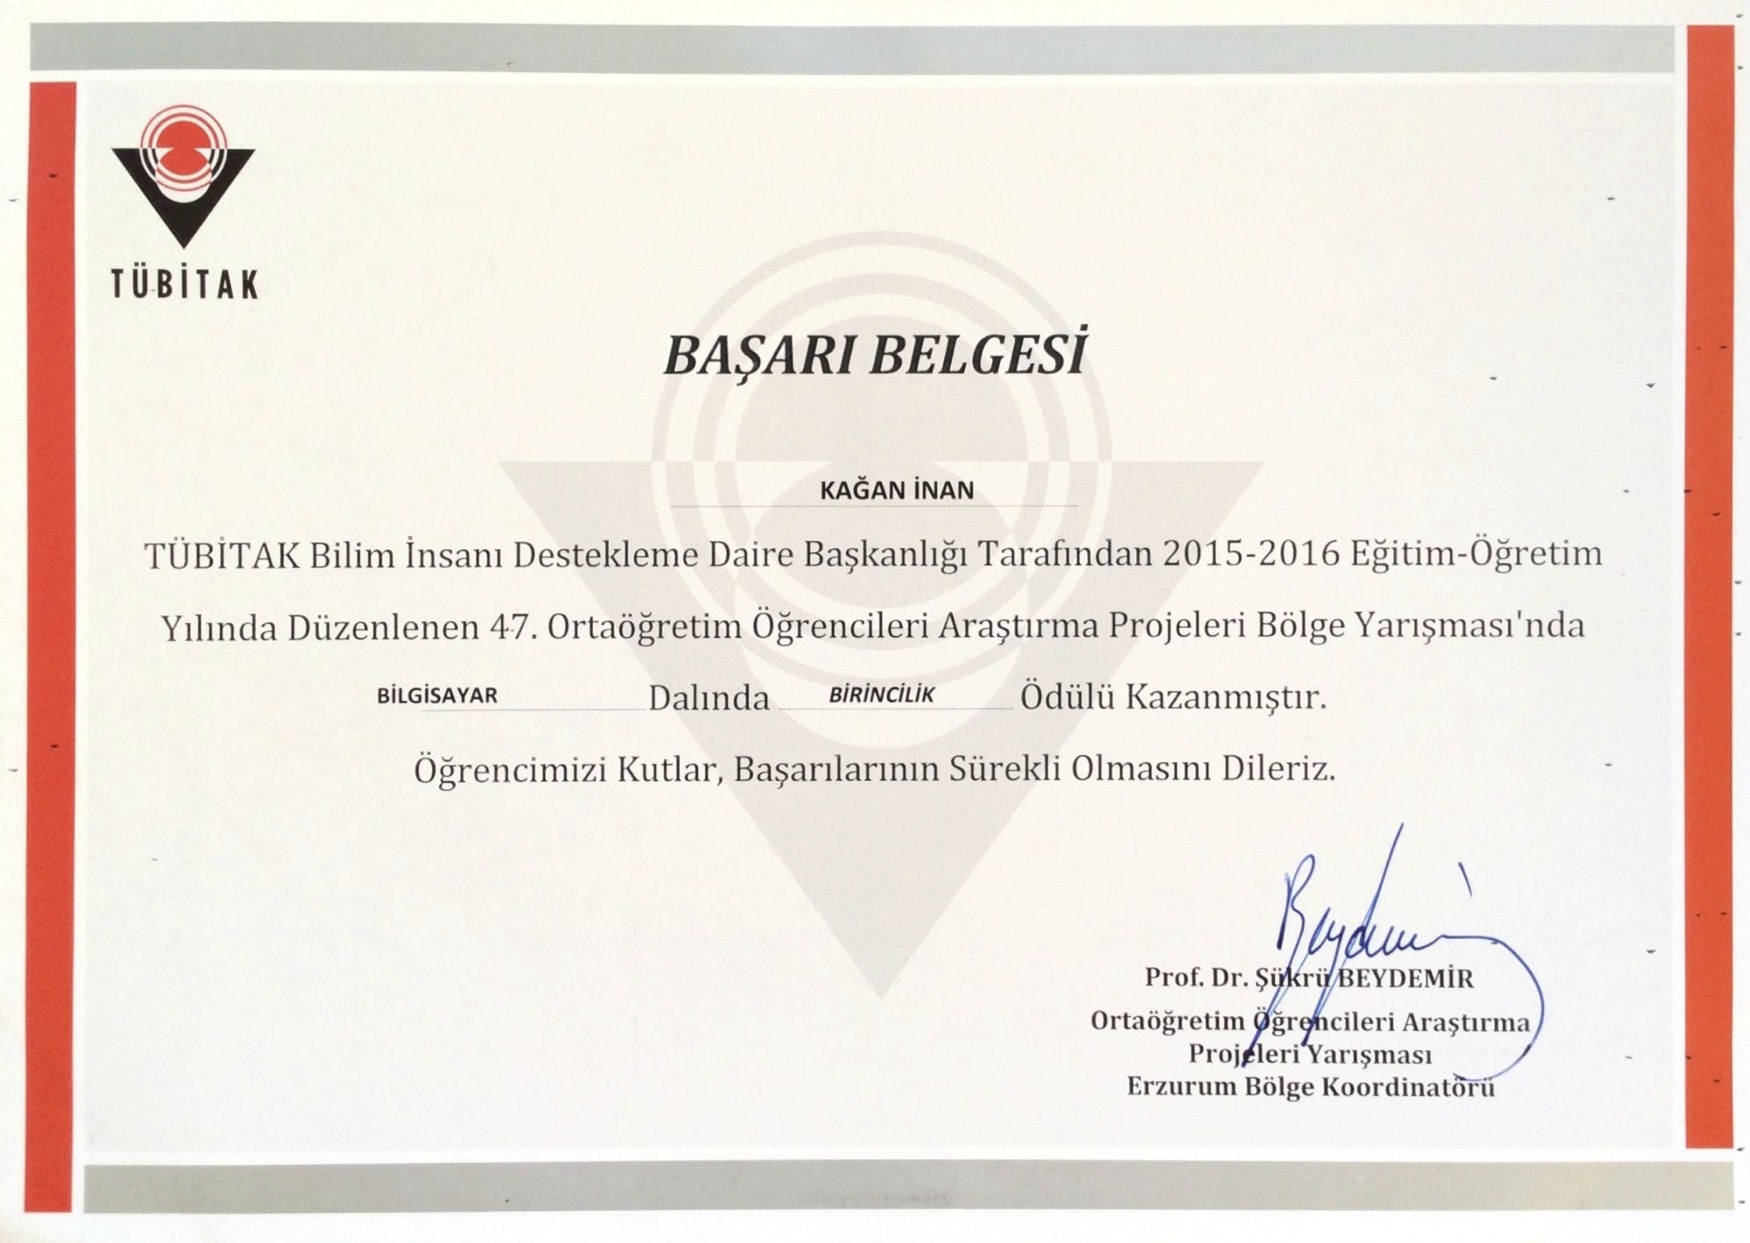 TÜBİTAK
BAŞARI BELGESİ
KAĞAN İNAN
TÜBİTAK Bilim İnsanı Destekleme Daire Başkanlığı Tarafından 2015-2016 Eğitim-Öğretim
Yılında Düzenlenen 47. Ortaöğretim Öğrencileri Araştırma Projeleri Bölge Yarışması'nda
BİLGİSAYAR Dalında BİRİNCİLİK Ödülü Kazanmıştır.
Öğrencimizi Kutlar, Başarılarının Sürekli Olmasını Dileriz.
Beydemir
Prof. Dr. Şükrü BEYDEMİR
Ortaöğretim Öğrencileri Araştırma
Projeleri Yarışması
Erzurum Bölge Koordinatörü